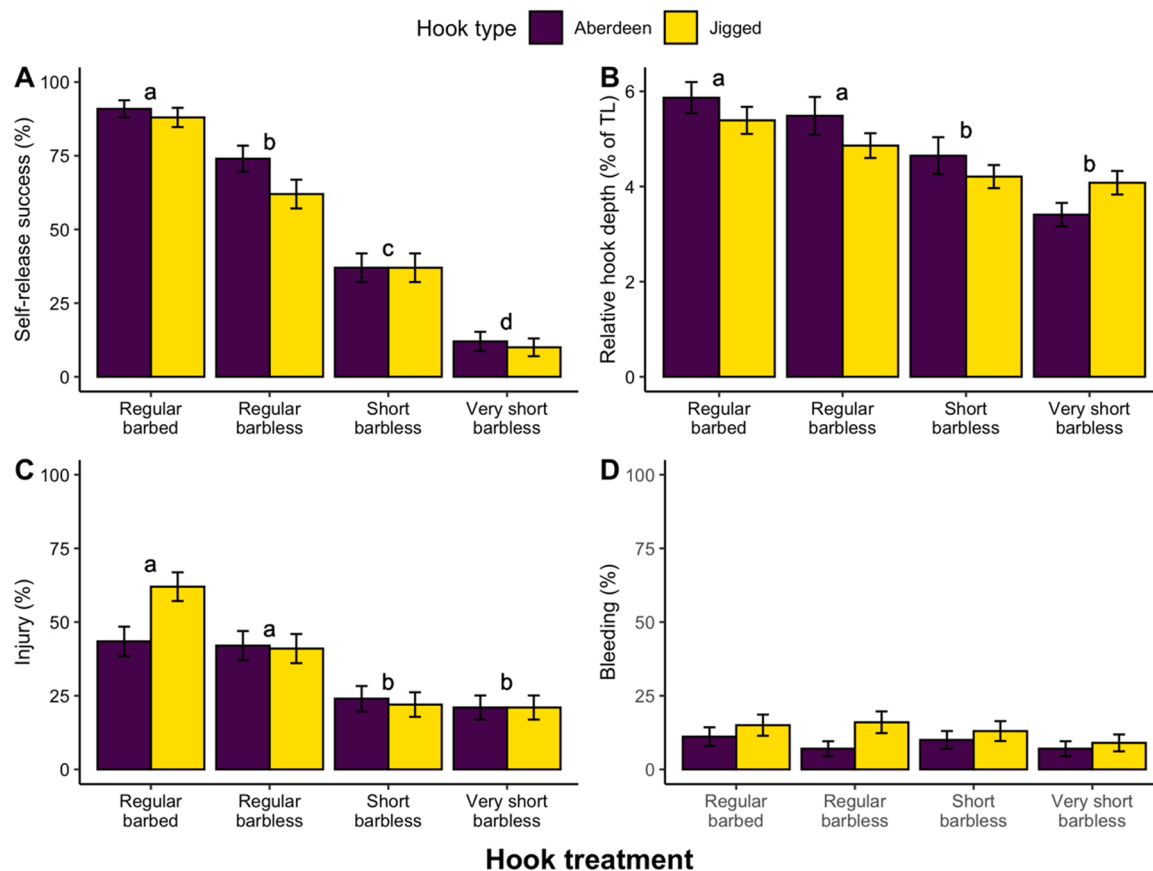 Hook type Aberdeen Jigged
A
Self-release success (%)
100
75
50
25
0
a
b
c
d
Regular barbed
Regular barbless
Short barbless
Very short barbless
B
Relative hook depth (% of TL)
6
4
2
0
a
a
b
b
Regular barbed
Regular barbless
Short barbless
Very short barbless
C
Injury (%)
100
75
50
25
0
a
a
b
b
Regular barbed
Regular barbless
Short barbless
Very short barbless
D
Bleeding (%)
100
75
50
25
0
Regular barbed
Regular barbless
Short barbless
Very short barbless
Hook treatment